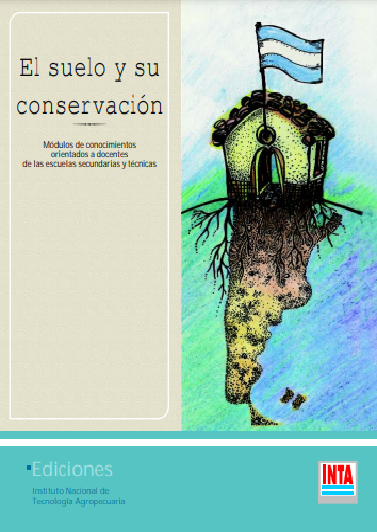 El suelo y su
conservación
Módulos de conocimientos
orientados a docentes
de las escuelas secundarias y técnicas
Ediciones
Instituto Nacional de
Tecnología Agropecuaria
INTA